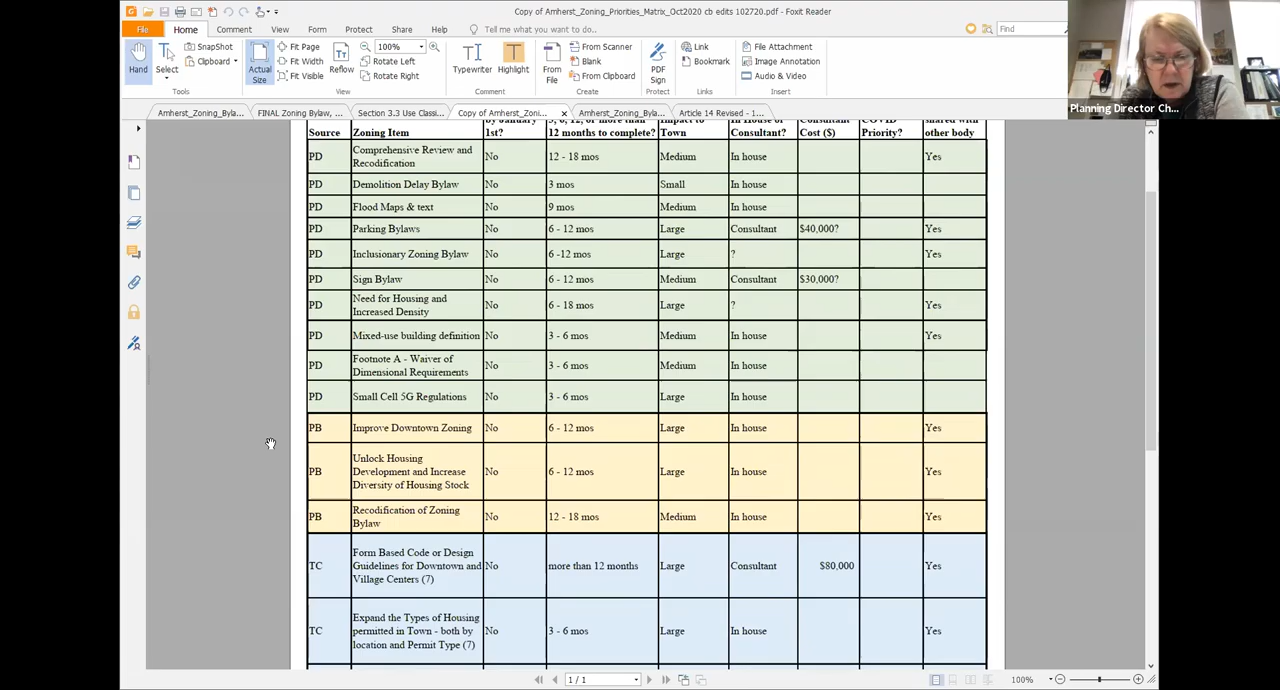 Copy of Amherst_Zoning_Priorities_Matrix_Oct2020 cb edits 102720.pdf - Foxit Reader
File Home Comment View Form Protect Share Help Tell me what you do want to do... Find
Hand
Select
SnapShot
Clipboard
Actual Size
Fit Page
Fit Width
Fit Visible
Reflow
100%
Rotate Left
Rotate Right
Typewriter
Highlight
From File
From Scanner
Blank
From Clipboard
PDF Sign
Link
Bookmark
File Attachment
Image Annotation
Audio & Video
Tools View Comment Create Protect Links Insert
Planning Director Ch...
Amherst_Zoning_Byla... FINAL Zoning Bylaw, ... Section 3.3 Use Classi... Copy of Amherst_Zoni... Amherst_Zoning_Byla... Article 14 Revised - 1...
Source Zoning Item 1st? 12 months to complete? Town Consultant? Cost ($) Priority? other body
PD Comprehensive Review and Recodification No 12 - 18 mos Medium In house Yes
PD Demolition Delay Bylaw No 3 mos Small In house
PD Flood Maps & text No 9 mos Medium In house
PD Parking Bylaws No 6 - 12 mos Large Consultant $40,000? Yes
PD Inclusionary Zoning Bylaw No 6 -12 mos Large ? Yes
PD Sign Bylaw No 6 - 12 mos Medium Consultant $30,000?
PD Need for Housing and Increased Density No 6 - 18 mos Large ? Yes
PD Mixed-use building definition No 3 - 6 mos Medium In house Yes
PD Footnote A - Waiver of Dimensional Requirements No 3 - 6 mos Medium In house
PD Small Cell 5G Regulations No 3 - 6 mos Large In house
PB Improve Downtown Zoning No 6 - 12 mos Large In house Yes
PB Unlock Housing Development and Increase Diversity of Housing Stock No 6 - 12 mos Large In house Yes
PB Recodification of Zoning Bylaw No 12 - 18 mos Medium In house Yes
TC Form Based Code or Design Guidelines for Downtown and Village Centers (7) No more than 12 months Large Consultant $80,000 Yes
TC Expand the Types of Housing permitted in Town - both by location and Permit Type (7) No 3 - 6 mos Large In house Yes
1 / 1
100%